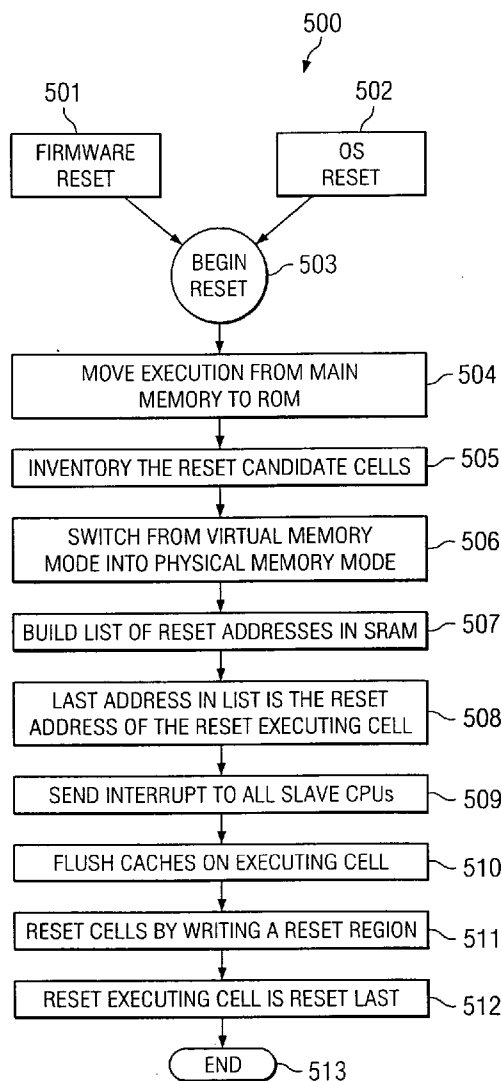 500
501
502
FIRMWARE
RESET
OS
RESET
BEGIN
RESET
503
MOVE EXECUTION FROM MAIN
MEMORY TO ROM
504
INVENTORY THE RESET CANDIDATE CELLS
505
SWITCH FROM VIRTUAL MEMORY
MODE INTO PHYSICAL MEMORY MODE
506
BUILD LIST OF RESET ADDRESSES IN SRAM
507
LAST ADDRESS IN LIST IS THE RESET
ADDRESS OF THE RESET EXECUTING CELL
508
SEND INTERRUPT TO ALL SLAVE CPUs
509
FLUSH CACHES ON EXECUTING CELL
510
RESET CELLS BY WRITING A RESET REGION
511
RESET EXECUTING CELL IS RESET LAST
512
END
513